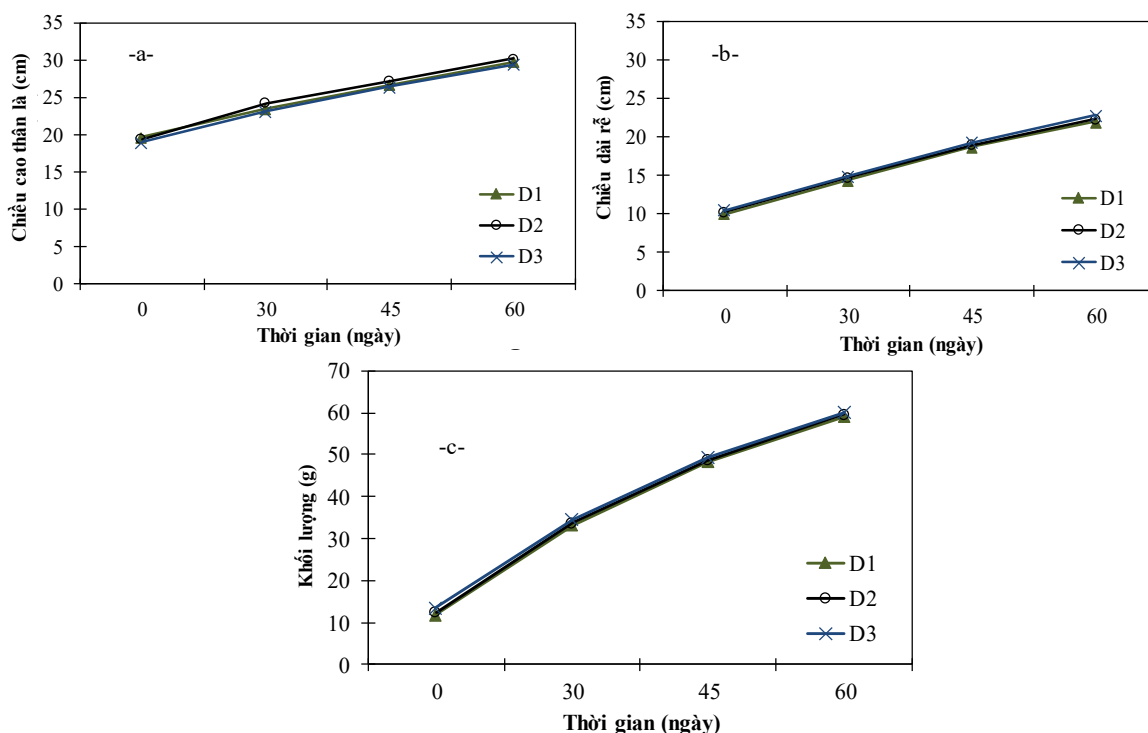 -a-
Chiều cao thân lá (cm)
35
30
25
20
15
10
5
0
0 30 45 60
Thời gian (ngày)
D1
D2
D3
-b-
Chiều dài rễ (cm)
35
30
25
20
15
10
5
0
0 30 45 60
Thời gian (ngày)
D1
D2
D3
-c-
Khối lượng (g)
70
60
50
40
30
20
10
0
0 30 45 60
Thời gian (ngày)
D1
D2
D3